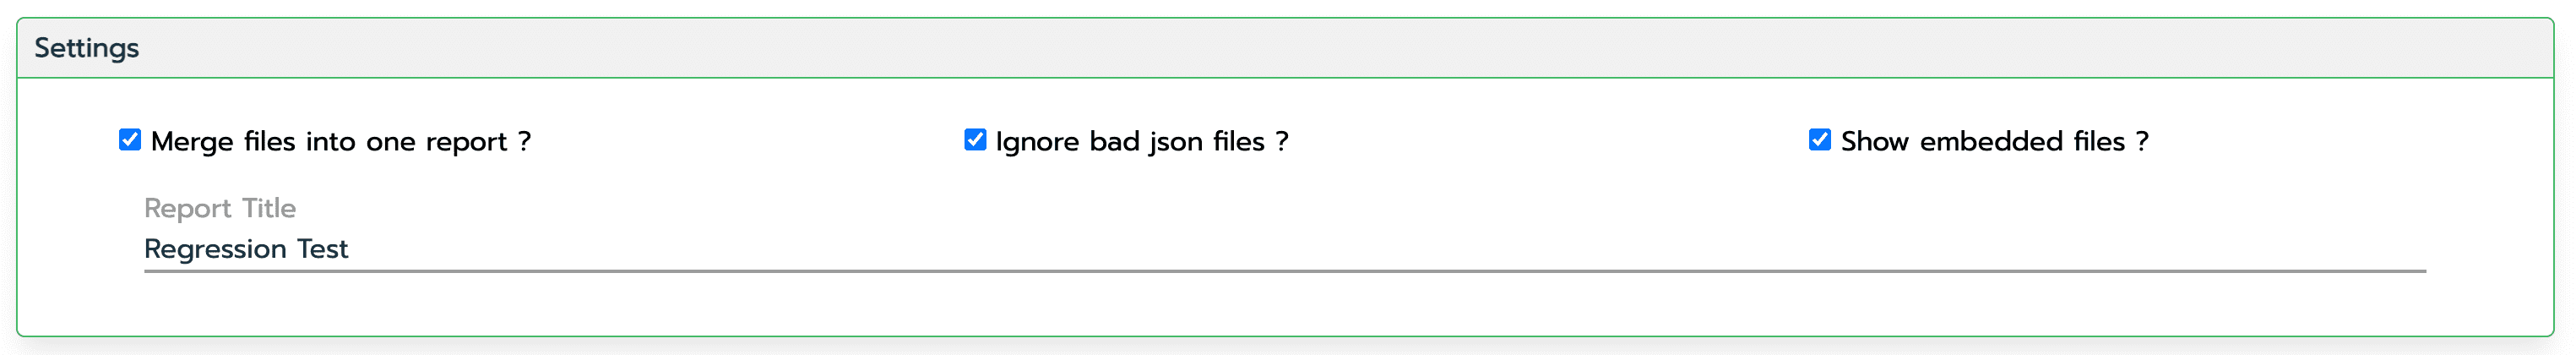 Settings
Merge files into one report ? Ignore bad json files ? Show embedded files ?
Report Title
Regression Test